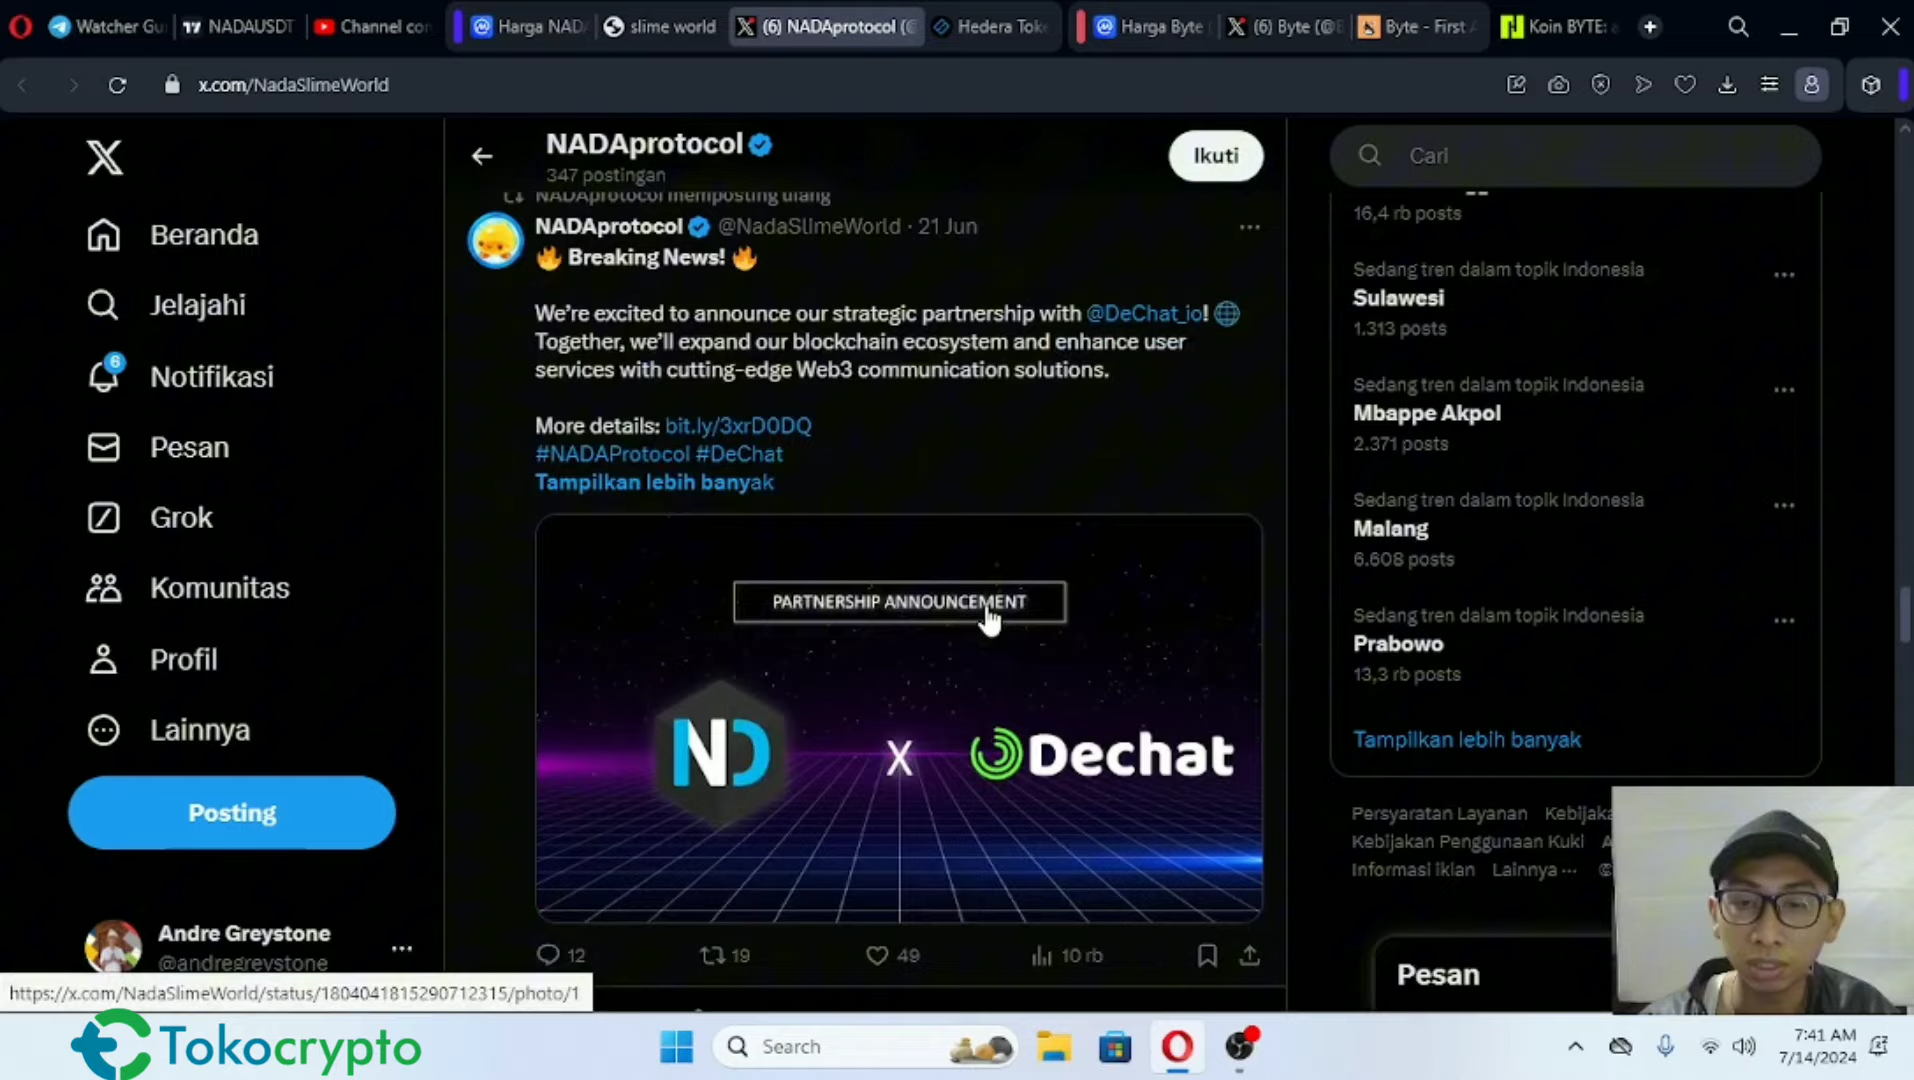 Watcher Gu
NADAUSDT
Channel con
Harga NAD
slime world
(6) NADAprotocol (@
Hedera Toke
Harga Byte
(6) Byte (@B
Byte - First A
Koin BYTE:
x.com/NadaSlimeWorld
X
Beranda
Jelajahi
6
Notifikasi
Pesan
Grok
Komunitas
Profil
Lainnya
Posting
Andre Greystone
@andregreystone
https://x.com/NadaSlimeWorld/status/1804041815290712315/photo/1
NADAprotocol
347 postingan
Ikuti
NADAprotocol memposting ulang
NADAprotocol @NadaSlimeWorld · 21 Jun
🔥 Breaking News! 🔥
We're excited to announce our strategic partnership with @DeChat_io! 🌐
Together, we'll expand our blockchain ecosystem and enhance user
services with cutting-edge Web3 communication solutions.
More details: bit.ly/3xrD0DQ
#NADAProtocol #DeChat
Tampilkan lebih banyak
PARTNERSHIP ANNOUNCEMENT
ND X Dechat
12 19 49 10 rb
Cari
16,4 rb posts
Sedang tren dalam topik Indonesia
Sulawesi
1.313 posts
Sedang tren dalam topik Indonesia
Mbappe Akpol
2.371 posts
Sedang tren dalam topik Indonesia
Malang
6.608 posts
Sedang tren dalam topik Indonesia
Prabowo
13,3 rb posts
Tampilkan lebih banyak
Persyaratan Layanan Kebijaka
Kebijakan Penggunaan Kuki A
Informasi iklan Lainnya ··· ©
Pesan
Tokocrypto
Search
7:41 AM
7/14/2024